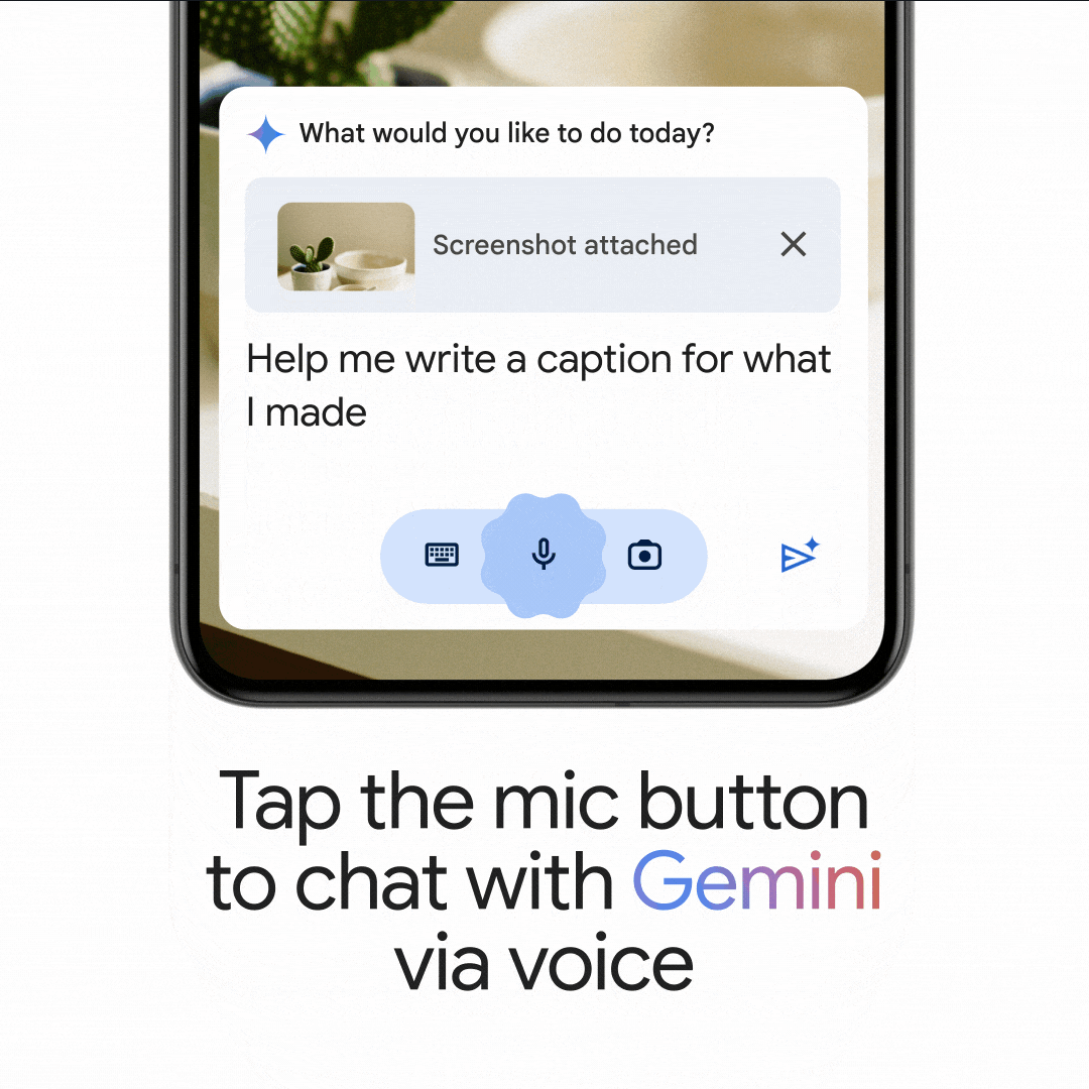 What would you like to do today?
Screenshot attached
Help me write a caption for what
I made
Tap the mic button
to chat with Gemini
via voice